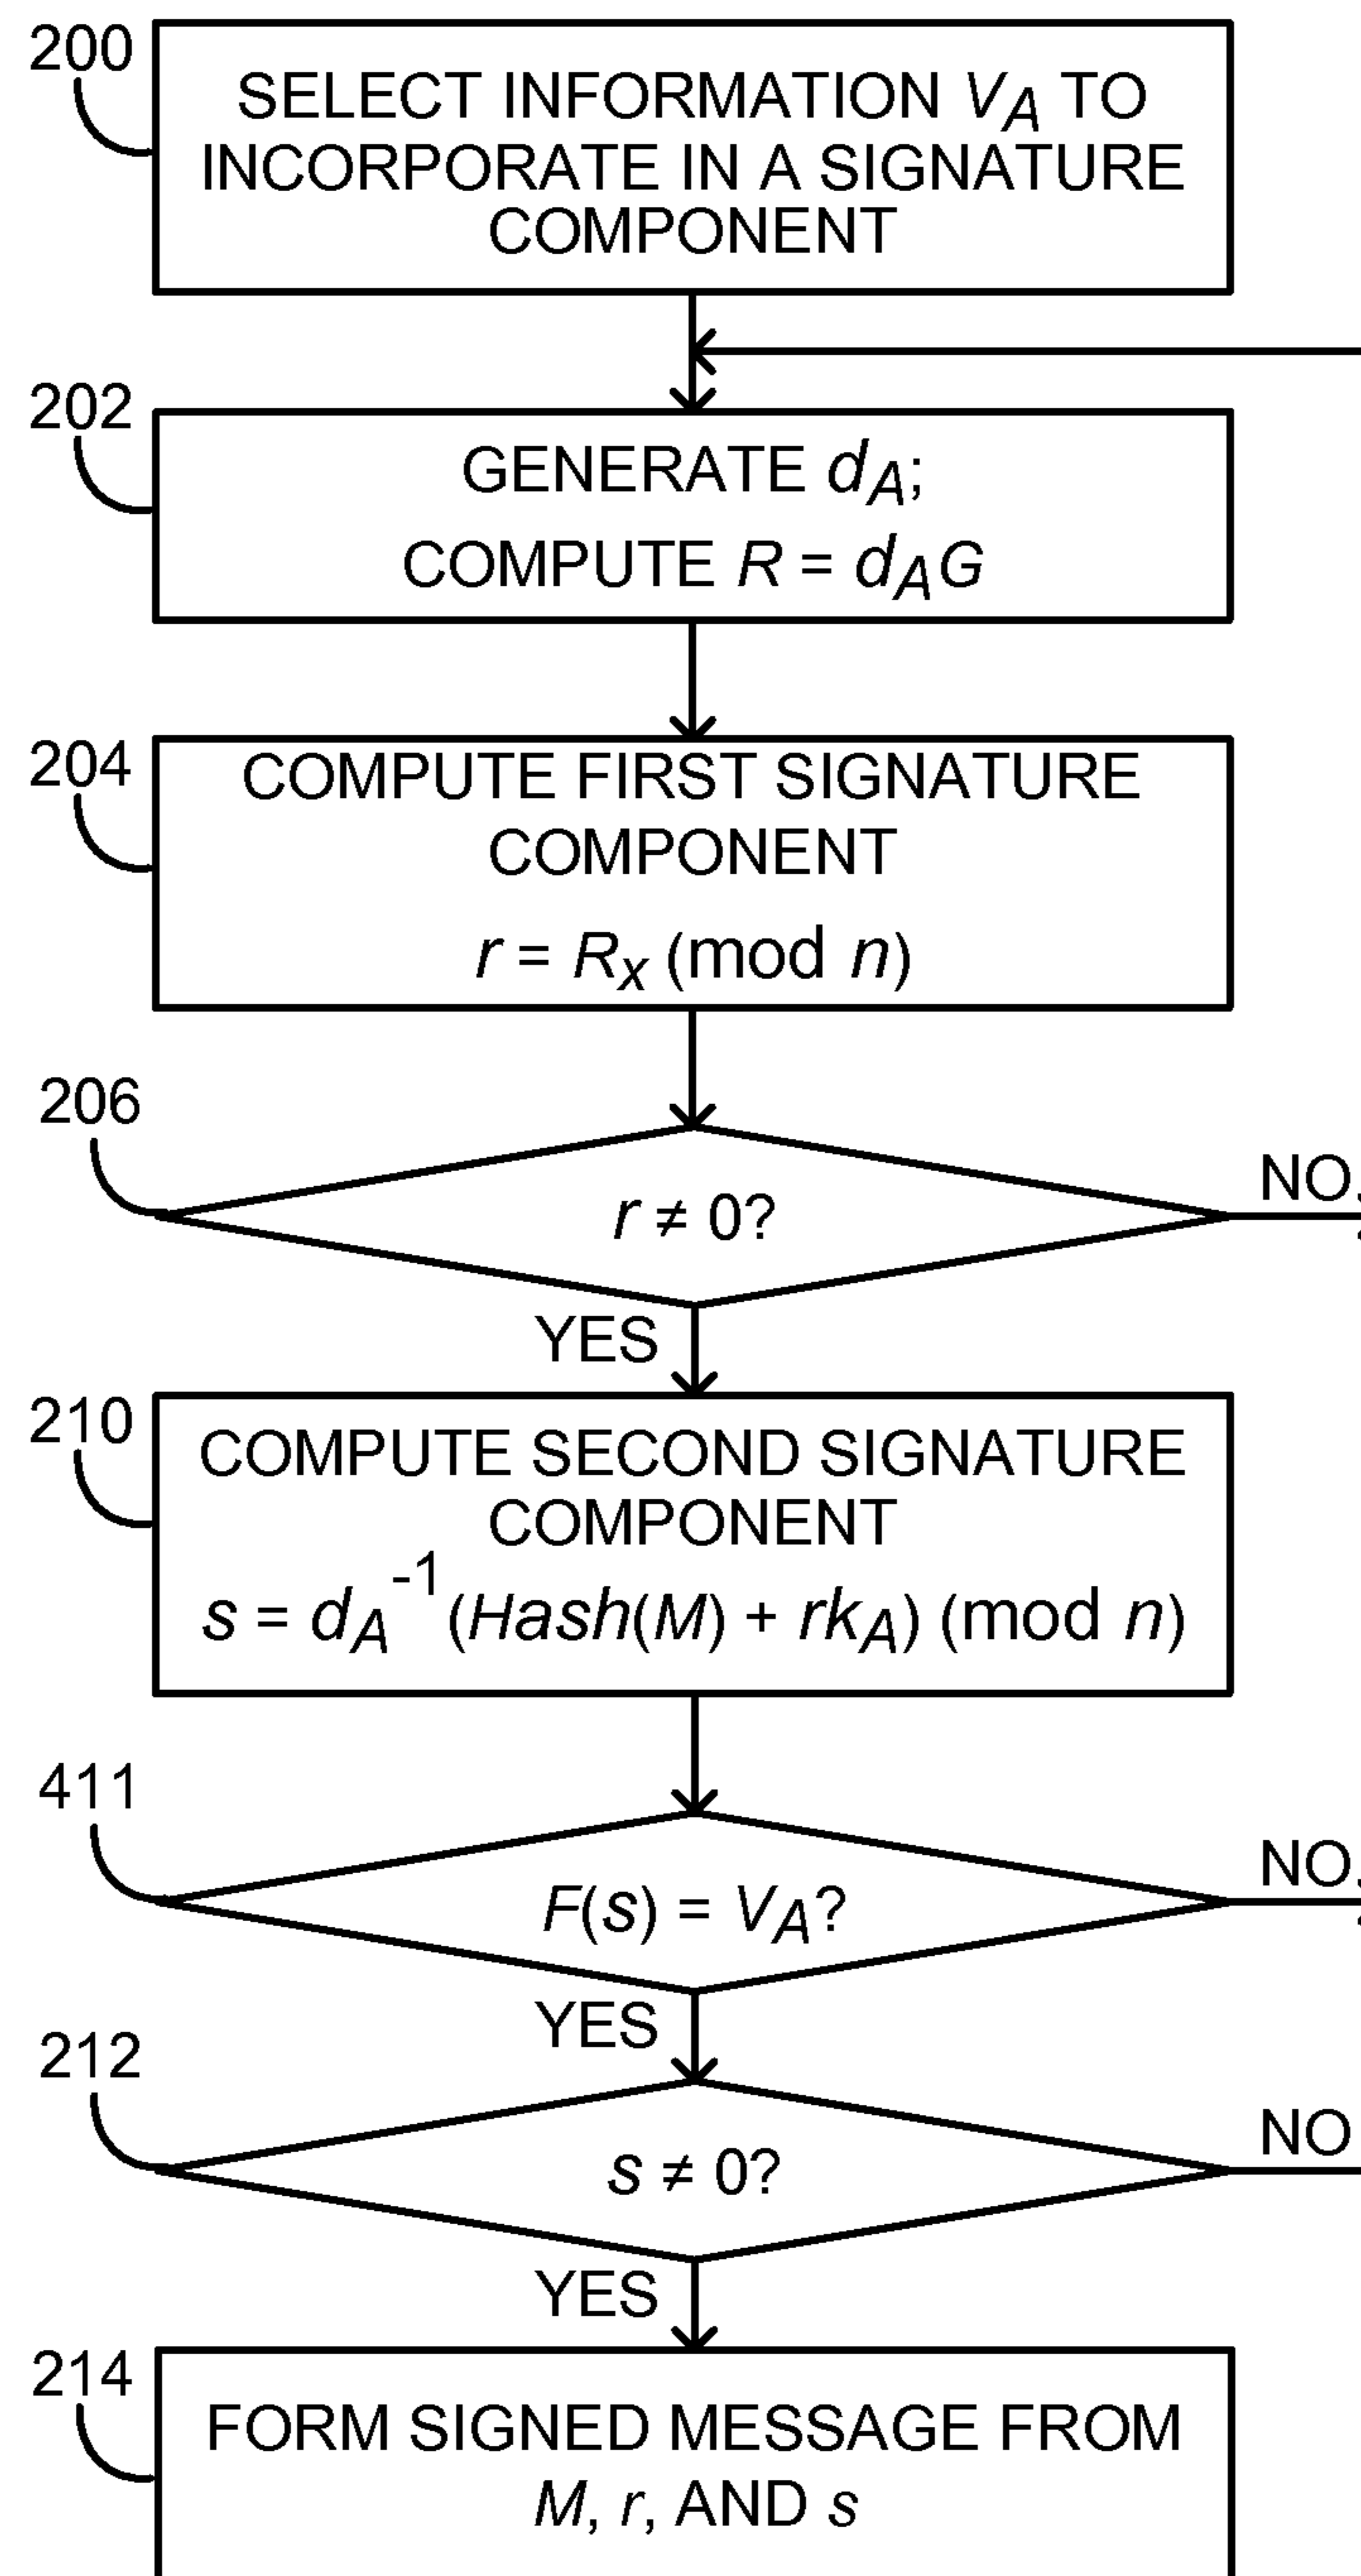 200
SELECT INFORMATION VA TO
INCORPORATE IN A SIGNATURE
COMPONENT
202
GENERATE dA;
COMPUTE R = dAG
204
COMPUTE FIRST SIGNATURE
COMPONENT
r = Rx (mod n)
206
r ≠ 0?
NO
YES
210
COMPUTE SECOND SIGNATURE
COMPONENT
s = dA-1(Hash(M) + rkA) (mod n)
411
F(s) = VA?
NO
YES
212
s ≠ 0?
NO
YES
214
FORM SIGNED MESSAGE FROM
M, r, AND s